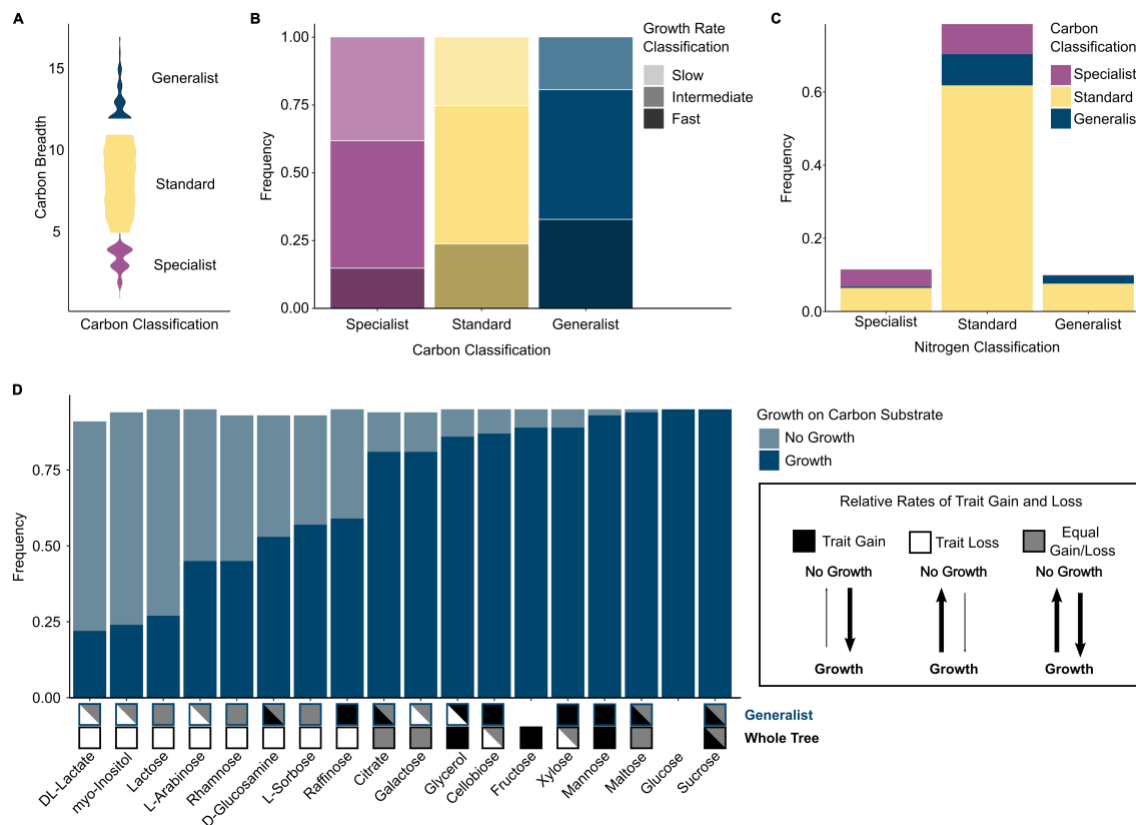 A
Carbon Breadth
15
10
5
Generalist
Standard
Specialist
Carbon Classification
B
Frequency
1.00
0.75
0.50
0.25
0.00
Specialist
Standard
Generalist
Carbon Classification
Growth Rate
Classification
Slow
Intermediate
Fast
C
Frequency
0.6
0.4
0.2
0.0
Specialist
Standard
Generalist
Nitrogen Classification
Carbon
Classification
Specialist
Standard
Generalist
D
Frequency
0.75
0.50
0.25
0.00
DL-Lactate
myo-Inositol
Lactose
L-Arabinose
Rhamnose
D-Glucosamine
L-Sorbose
Raffinose
Citrate
Galactose
Glycerol
Cellobiose
Fructose
Xylose
Mannose
Maltose
Glucose
Sucrose
Generalist
Whole Tree
Growth on Carbon Substrate
No Growth
Growth
Relative Rates of Trait Gain and Loss
Trait Gain
Trait Loss
Equal
Gain/Loss
No Growth
No Growth
No Growth
Growth
Growth
Growth